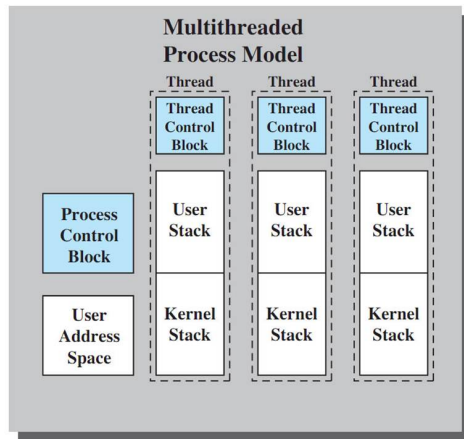 Multithreaded
Process Model
Thread
Thread
Thread
Thread
Control
Block
Thread
Control
Block
Thread
Control
Block
Process
Control
Block
User
Address
Space
User
Stack
Kernel
Stack
User
Stack
Kernel
Stack
User
Stack
Kernel
Stack